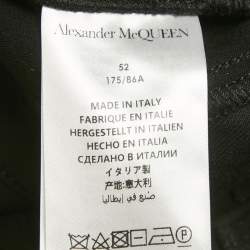 Alexander McQUEEN
52
175/86A
MADE IN ITALY
FABRIQUE EN ITALIE
HERGESTELLT IN ITALIEN
HECHO EN ITALIA
СДЕЛАНО В ИТАЛИИ
イタリア製
产地:意大利
صنع في إيطاليا